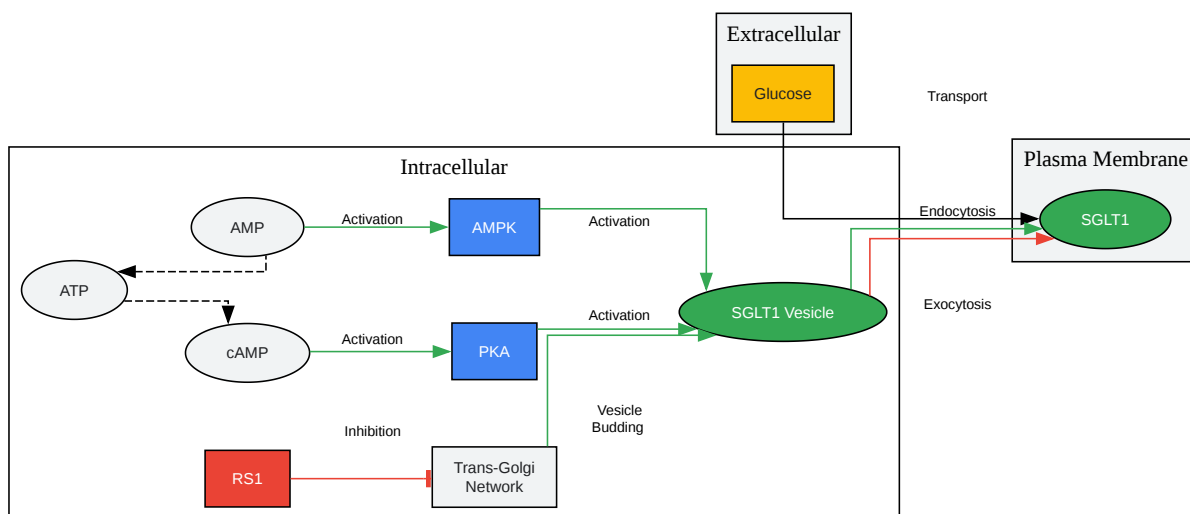 Extracellular
Glucose
Transport
Plasma Membrane
SGLT1
Intracellular
AMP
Activation
AMPK
Activation
Endocytosis
ATP
SGLT1 Vesicle
Exocytosis
cAMP
Activation
PKA
Activation
Vesicle
Budding
Inhibition
RS1
Trans-Golgi
Network